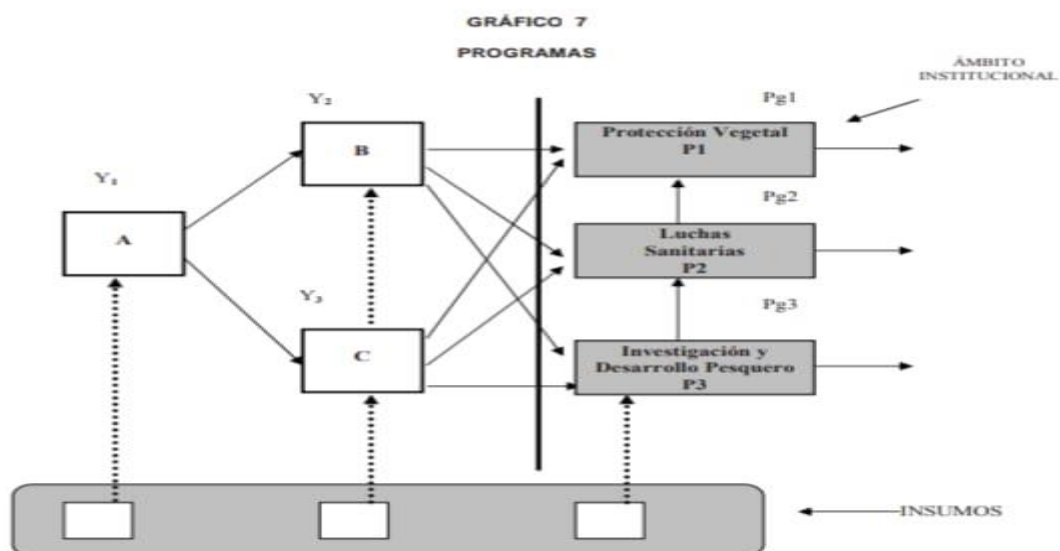 GRÁFICO 7
PROGRAMAS
ÁMBITO
INSTITUCIONAL
Pg1
Y₂
Protección Vegetal
P1
B
Y₁
Pg2
A
Luchas
Sanitarias
P2
Y₃
Pg3
C
Investigación y
Desarrollo Pesquero
P3
INSUMOS